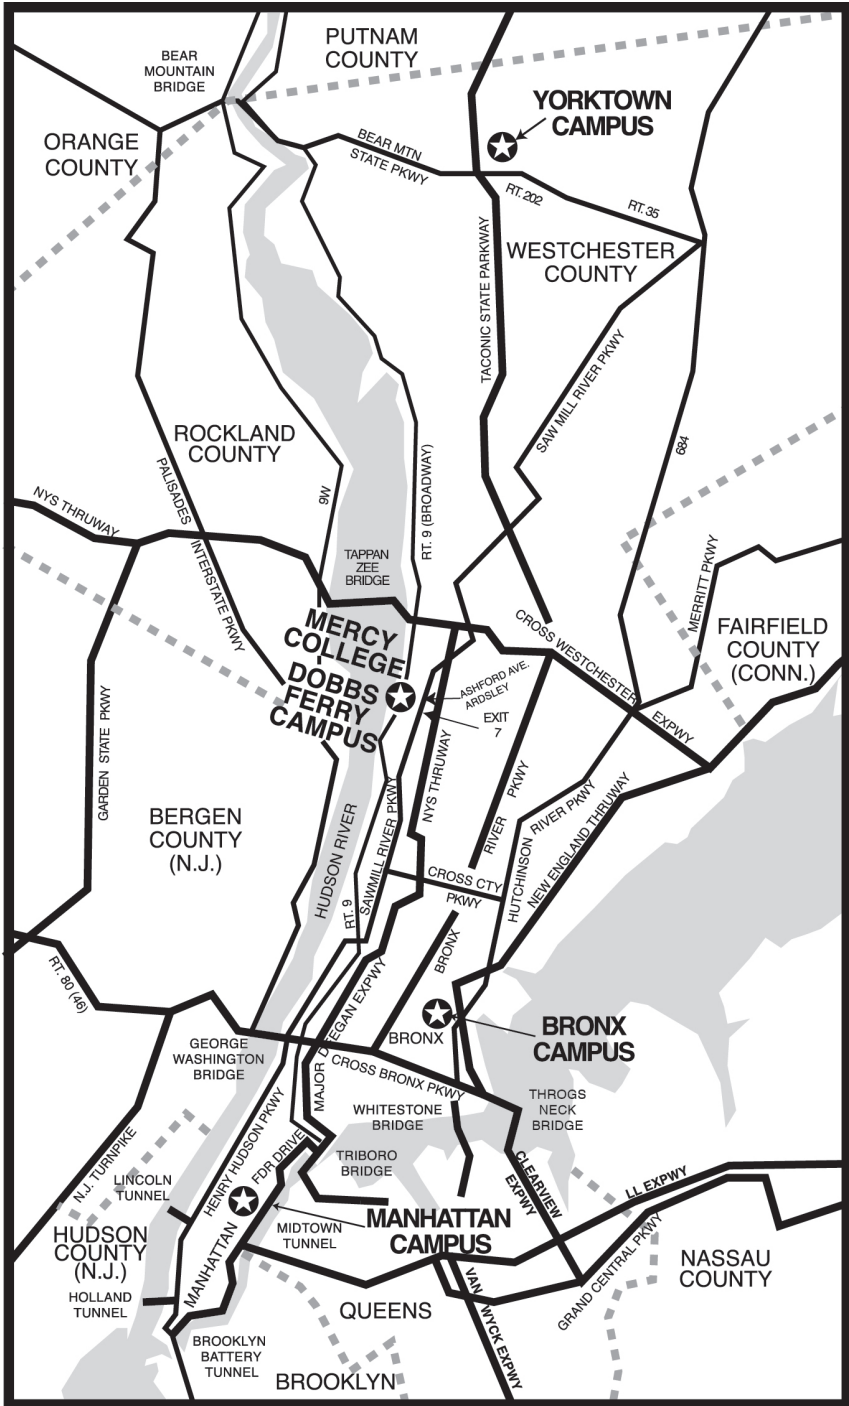 PUTNAM
COUNTY
BEAR
MOUNTAIN
BRIDGE
YORKTOWN
CAMPUS
ORANGE
COUNTY
BEAR MTN
STATE PKWY
RT. 202
RT. 35
WESTCHESTER
COUNTY
TACONIC STATE PARKWAY
SAW MILL RIVER PKWY
684
ROCKLAND
COUNTY
PALISADES
INTERSTATE PKWY
9W
RT. 9 (BROADWAY)
NYS THRUWAY
TAPPAN
ZEE
BRIDGE
MERRITT PKWY
MERCY
COLLEGE
DOBBS
FERRY
CAMPUS
CROSS WESTCHESTER
EXPWY
FAIRFIELD
COUNTY
(CONN.)
ASHFORD AVE.
ARDSLEY
EXIT
7
GARDEN STATE PKWY
NYS THRUWAY
RIVER PKWY
HUTCHINSON RIVER PKWY
NEW ENGLAND THRUWAY
BERGEN
COUNTY
(N.J.)
HUDSON RIVER
SAWMILL RIVER PKWY
RT. 9
CROSS CTY
PKWY
BRONX
RT. 80 (46)
MAJOR DEEGAN EXPWY
BRONX
BRONX
CAMPUS
GEORGE
WASHINGTON
BRIDGE
CROSS BRONX PKWY
WHITESTONE
BRIDGE
THROGS
NECK
BRIDGE
HENRY HUDSON PKWY
FDR DRIVE
TRIBORO
BRIDGE
N.J. TURNPIKE
LINCOLN
TUNNEL
CLEARVIEW
EXPWY
LL EXPWY
MANHATTAN
MIDTOWN
TUNNEL
MANHATTAN
CAMPUS
HUDSON
COUNTY
(N.J.)
GRAND CENTRAL PKWY
NASSAU
COUNTY
HOLLAND
TUNNEL
QUEENS
VAN WYCK EXPWY
BROOKLYN
BATTERY
TUNNEL
BROOKLYN